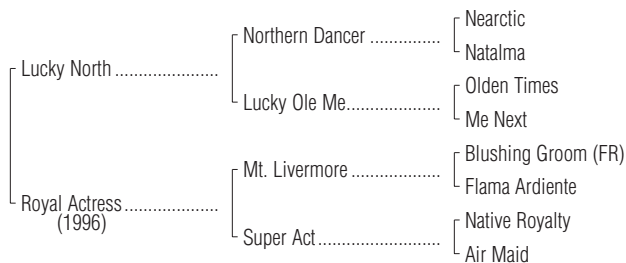 Nearctic
Northern Dancer ...............
Natalma
Lucky North ......................
Olden Times
Lucky Ole Me....................
Me Next
Blushing Groom (FR)
Mt. Livermore ...................
Flama Ardiente
Royal Actress ....................
(1996)
Native Royalty
Super Act..........................
Air Maid